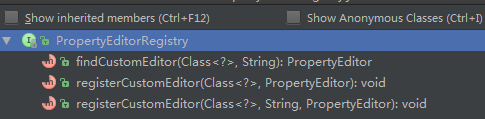 Show inherited members (Ctrl+F12) Show Anonymous Classes (Ctrl+I)
PropertyEditorRegistry
findCustomEditor(Class<?>, String): PropertyEditor
registerCustomEditor(Class<?>, PropertyEditor): void
registerCustomEditor(Class<?>, String, PropertyEditor): void